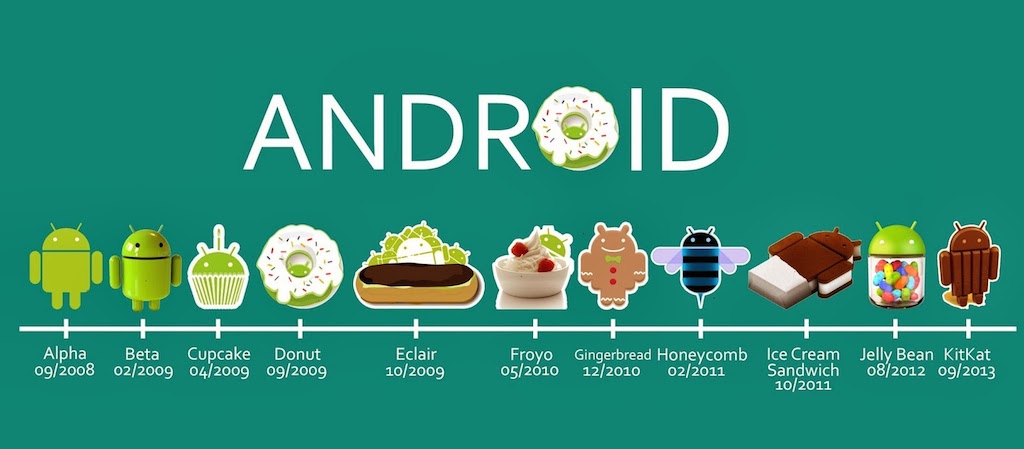 ANDROID
Alpha
09/2008
Beta
02/2009
Cupcake
04/2009
Donut
09/2009
Eclair
10/2009
Froyo
05/2010
Gingerbread
12/2010
Honeycomb
02/2011
Ice Cream
Sandwich
10/2011
Jelly Bean
08/2012
KitKat
09/2013